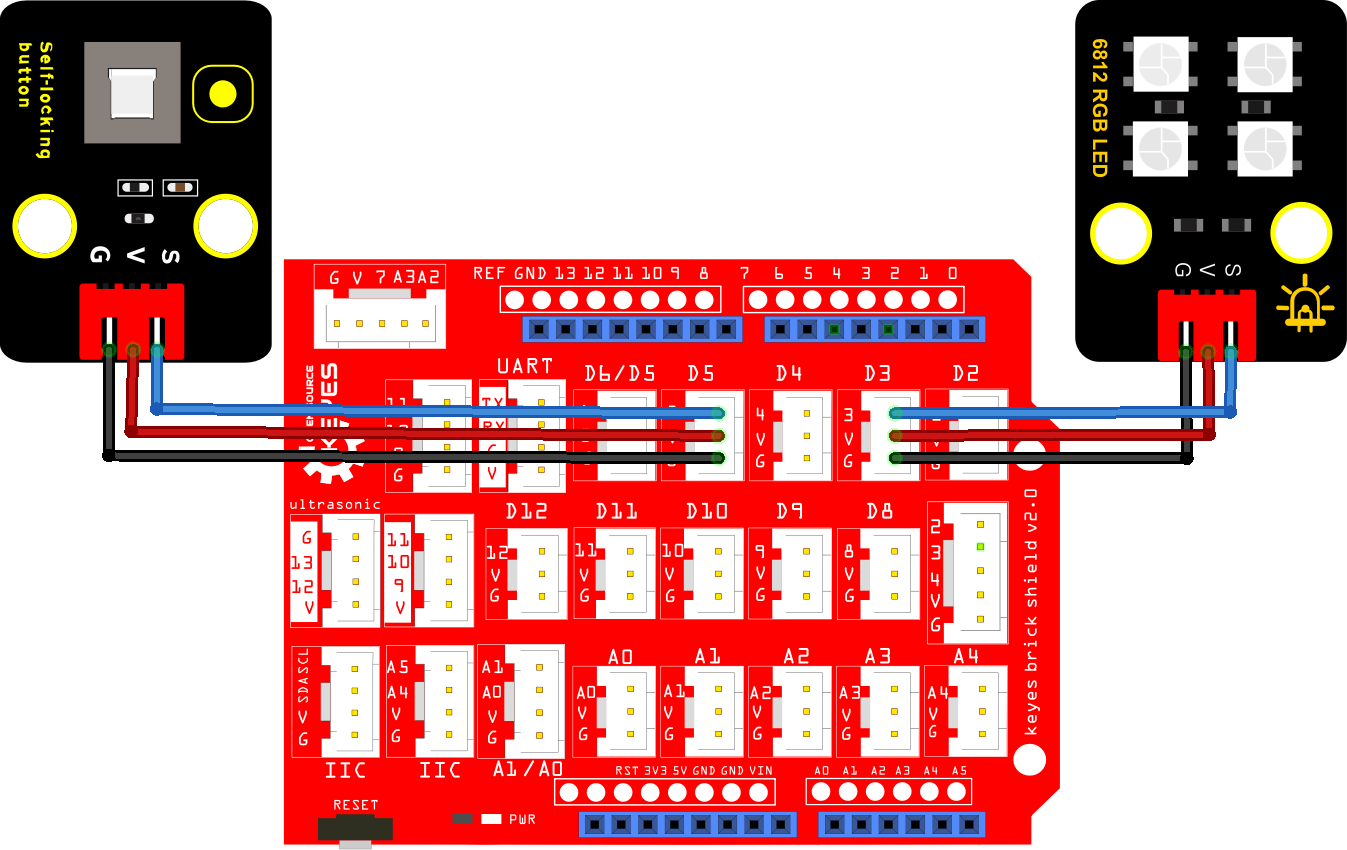 Self-locking
button
G V S
6812 RGB LED
G V S
G V 7 A3 A2
REF GND 13 12 11 10 9 8
7 6 5 4 3 2 1 0
UART
D6/D5
D5
D4
D3
D2
SOURCE
KEYES
11
G
TX
RX
V
G
4
V
G
3
V
G
G
ultrasonic
G
13
12
V
11
10
9
V
D12
12
V
G
D11
11
V
G
D10
10
V
G
D9
9
V
G
D8
8
V
G
2
3
4
V
G
keyes brick shield v2.0
SCL
SDA
V
G
IIC
A5
A4
V
G
IIC
A1
A0
V
G
A1/A0
A0
A0
V
G
A1
A1
V
G
A2
A2
V
G
A3
A3
V
G
A4
A4
V
G
RST 3V3 5V GND GND VIN
A0 A1 A2 A3 A4 A5
RESET
PWR